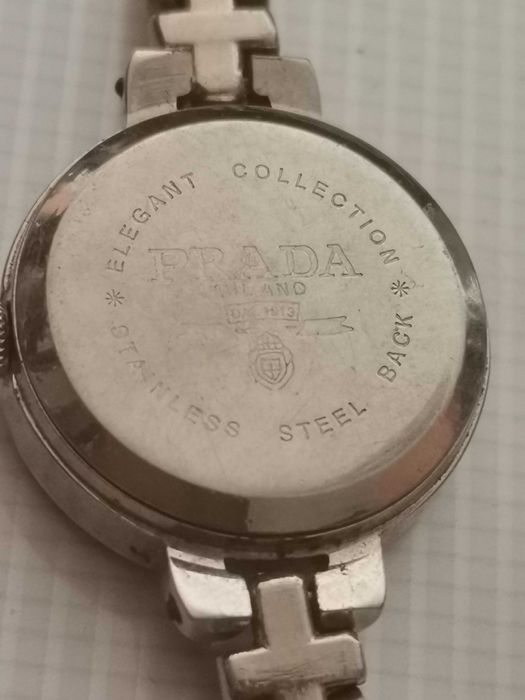 * ELEGANT COLLECTION *
PRADA
MILANO
DAL 1913
STAINLESS STEEL BACK